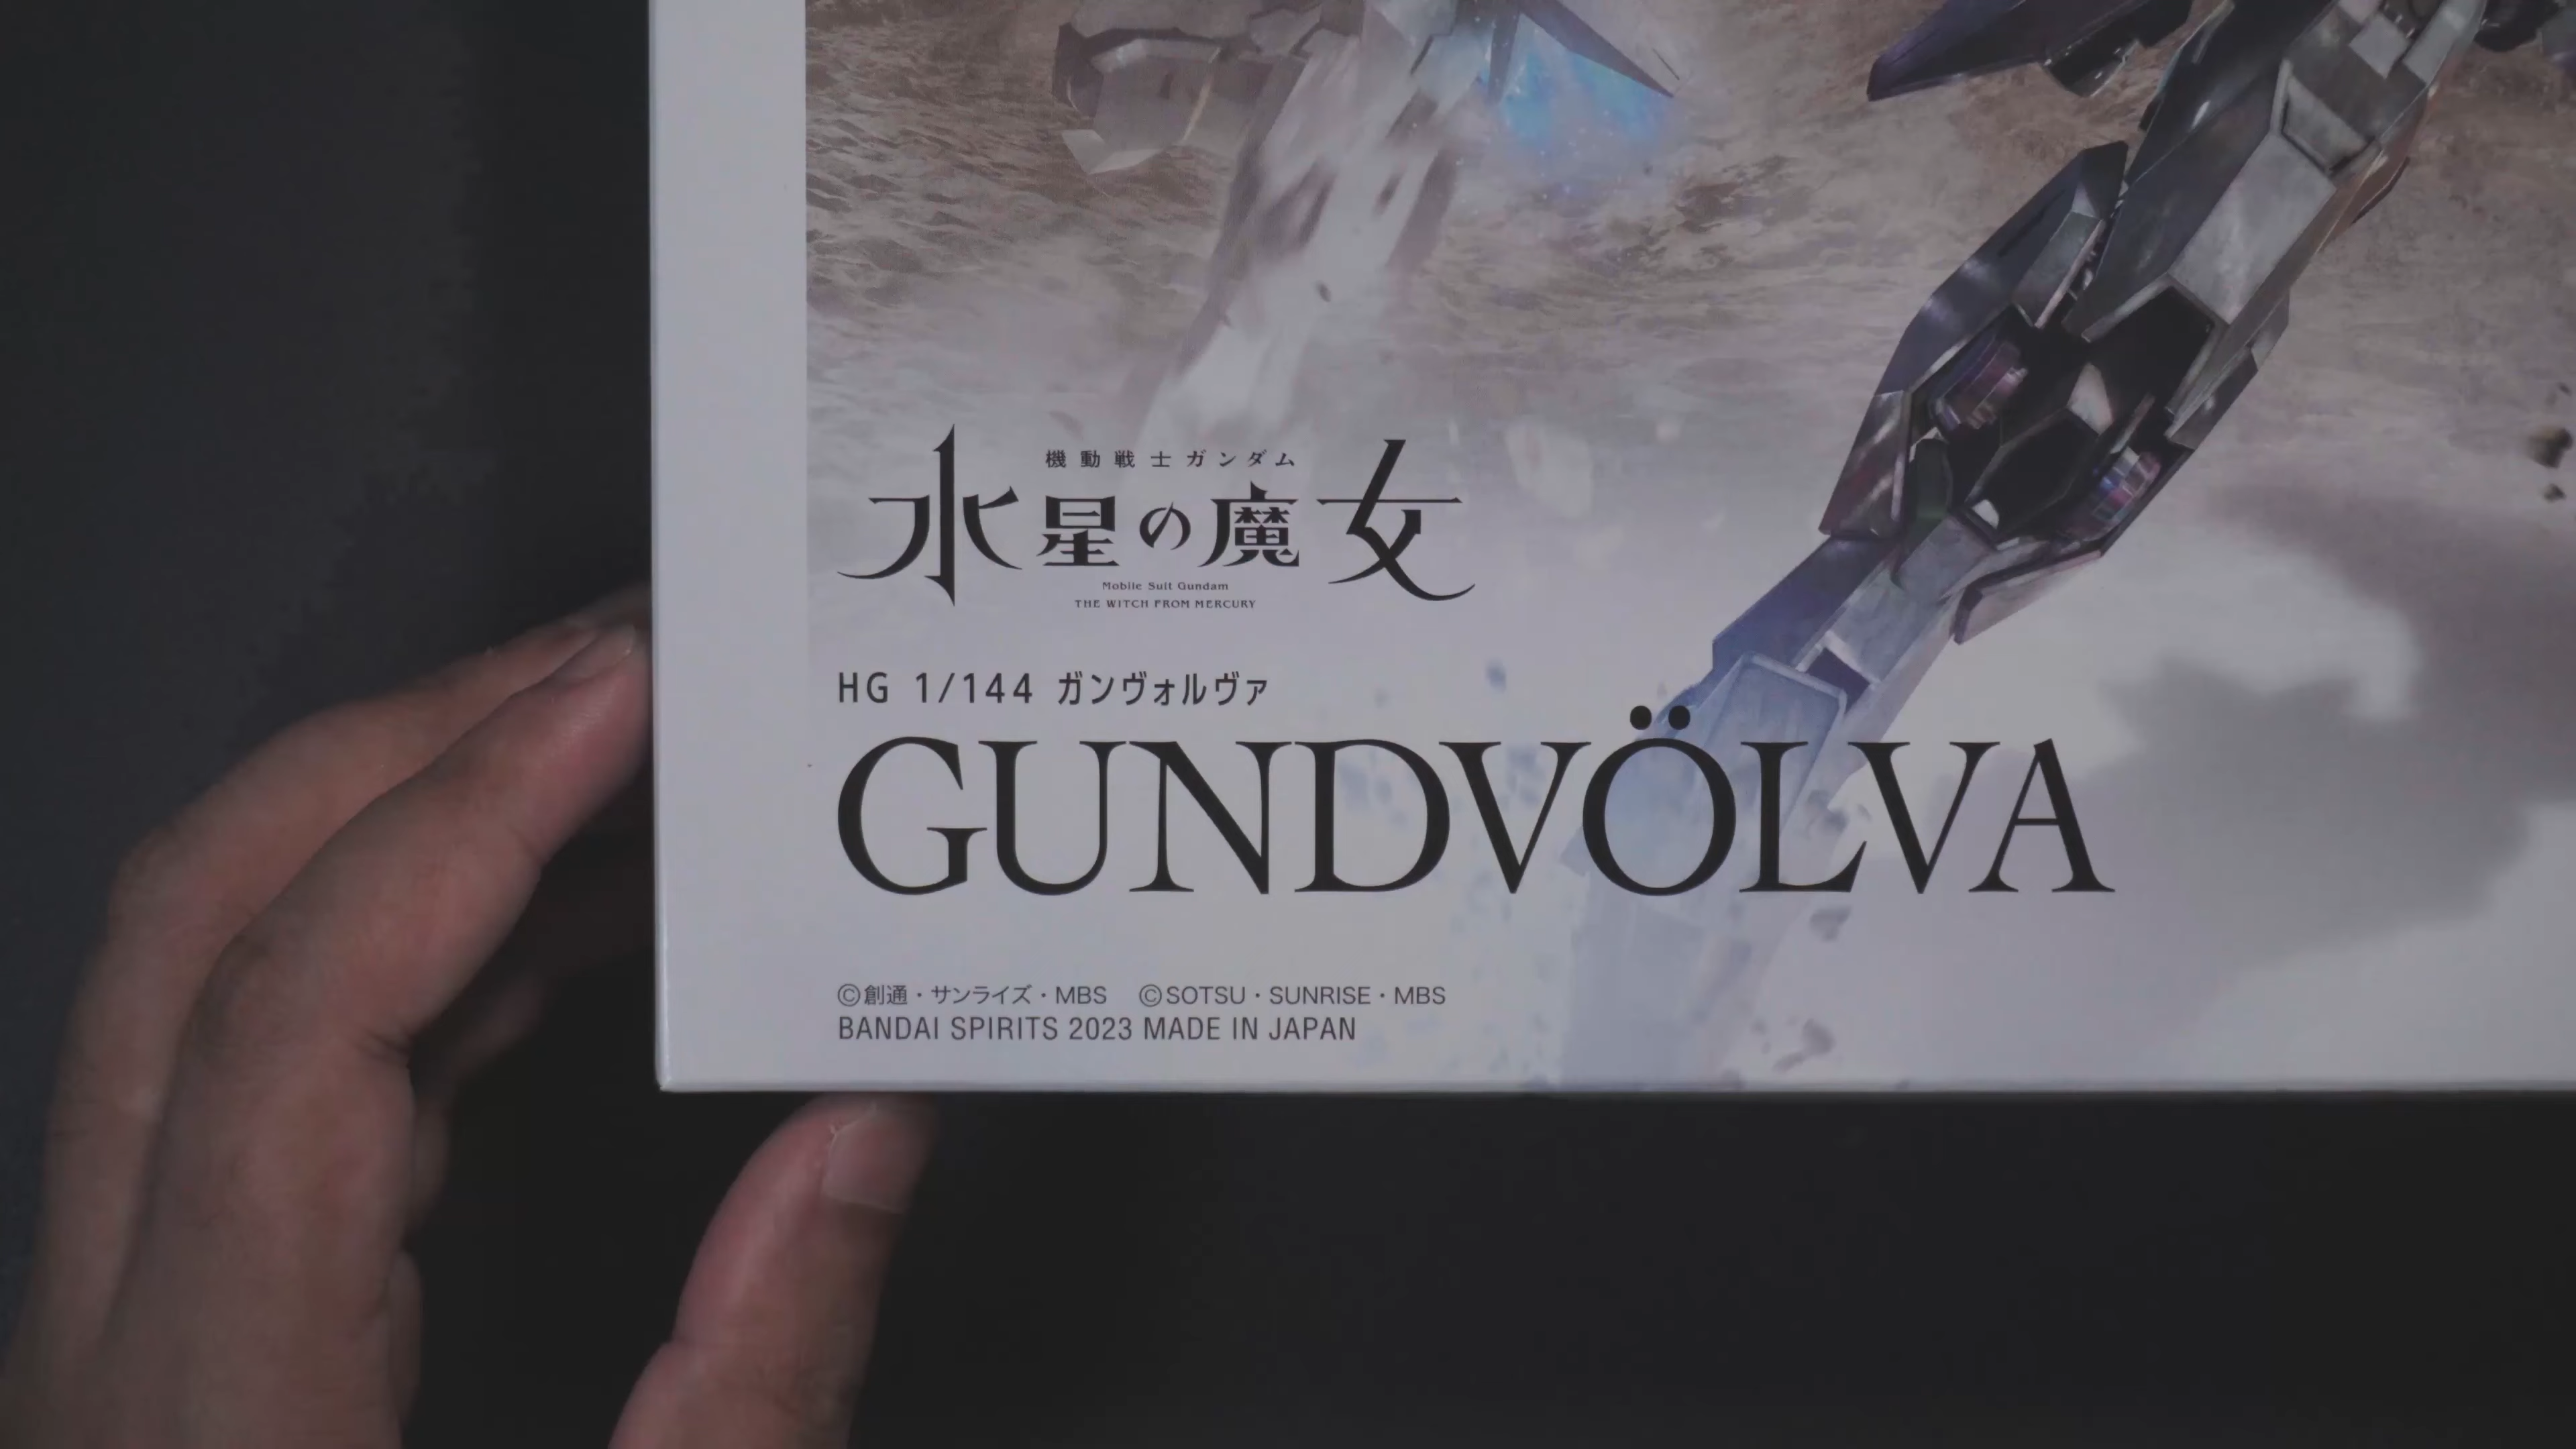 機動戦士ガンダム
水星の魔女
Mobile Suit Gundam
THE WITCH FROM MERCURY
HG 1/144 ガンヴォルヴァ
GUNDVÖLVA
©創通・サンライズ・MBS ©SOTSU・SUNRISE・MBS
BANDAI SPIRITS 2023 MADE IN JAPAN